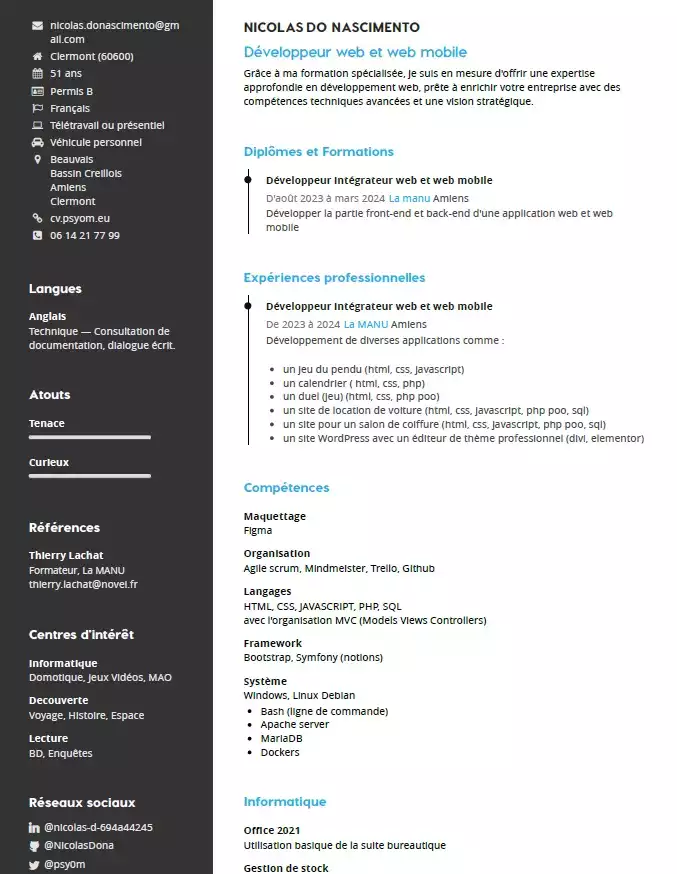 nicolas.donascimento@gm
ail.com
Clermont (60600)
51 ans
Permis B
Français
Télétravail ou présentiel
Véhicule personnel
Beauvais
Bassin Creillois
Amiens
Clermont
cv.psyom.eu
06 14 21 77 99
Langues
Anglais
Technique — Consultation de
documentation, dialogue écrit.
Atouts
Tenace
Curieux
Références
Thierry Lachat
Formateur, La MANU
thierry.lachat@novei.fr
Centres d'intérêt
Informatique
Domotique, jeux Vidéos, MAO
Decouverte
Voyage, Histoire, Espace
Lecture
BD, Enquêtes
Réseaux sociaux
@nicolas-d-694a44245
@NicolasDona
@psy0m
NICOLAS DO NASCIMENTO
Développeur web et web mobile
Grâce à ma formation spécialisée, je suis en mesure d'offrir une expertise
approfondie en développement web, prête à enrichir votre entreprise avec des
compétences techniques avancées et une vision stratégique.
Diplômes et Formations
Développeur intégrateur web et web mobile
D'août 2023 à mars 2024 La manu Amiens
Développer la partie front-end et back-end d'une application web et web
mobile
Expériences professionnelles
Développeur intégrateur web et web mobile
De 2023 à 2024 La MANU Amiens
Développement de diverses applications comme :
un jeu du pendu (html, css, javascript)
un calendrier ( html, css, php)
un duel (jeu) (html, css, php poo)
un site de location de voiture (html, css, javascript, php poo, sql)
un site pour un salon de coiffure (html, css, javascript, php poo, sql)
un site WordPress avec un éditeur de thème professionnel (divi, elementor)
Compétences
Maquettage
Figma
Organisation
Agile scrum, Mindmeister, Trello, Github
Langages
HTML, CSS, JAVASCRIPT, PHP, SQL
avec l'organisation MVC (Models Views Controllers)
Framework
Bootstrap, Symfony (notions)
Système
Windows, Linux Debian
Bash (ligne de commande)
Apache server
MariaDB
Dockers
Informatique
Office 2021
Utilisation basique de la suite bureautique
Gestion de stock